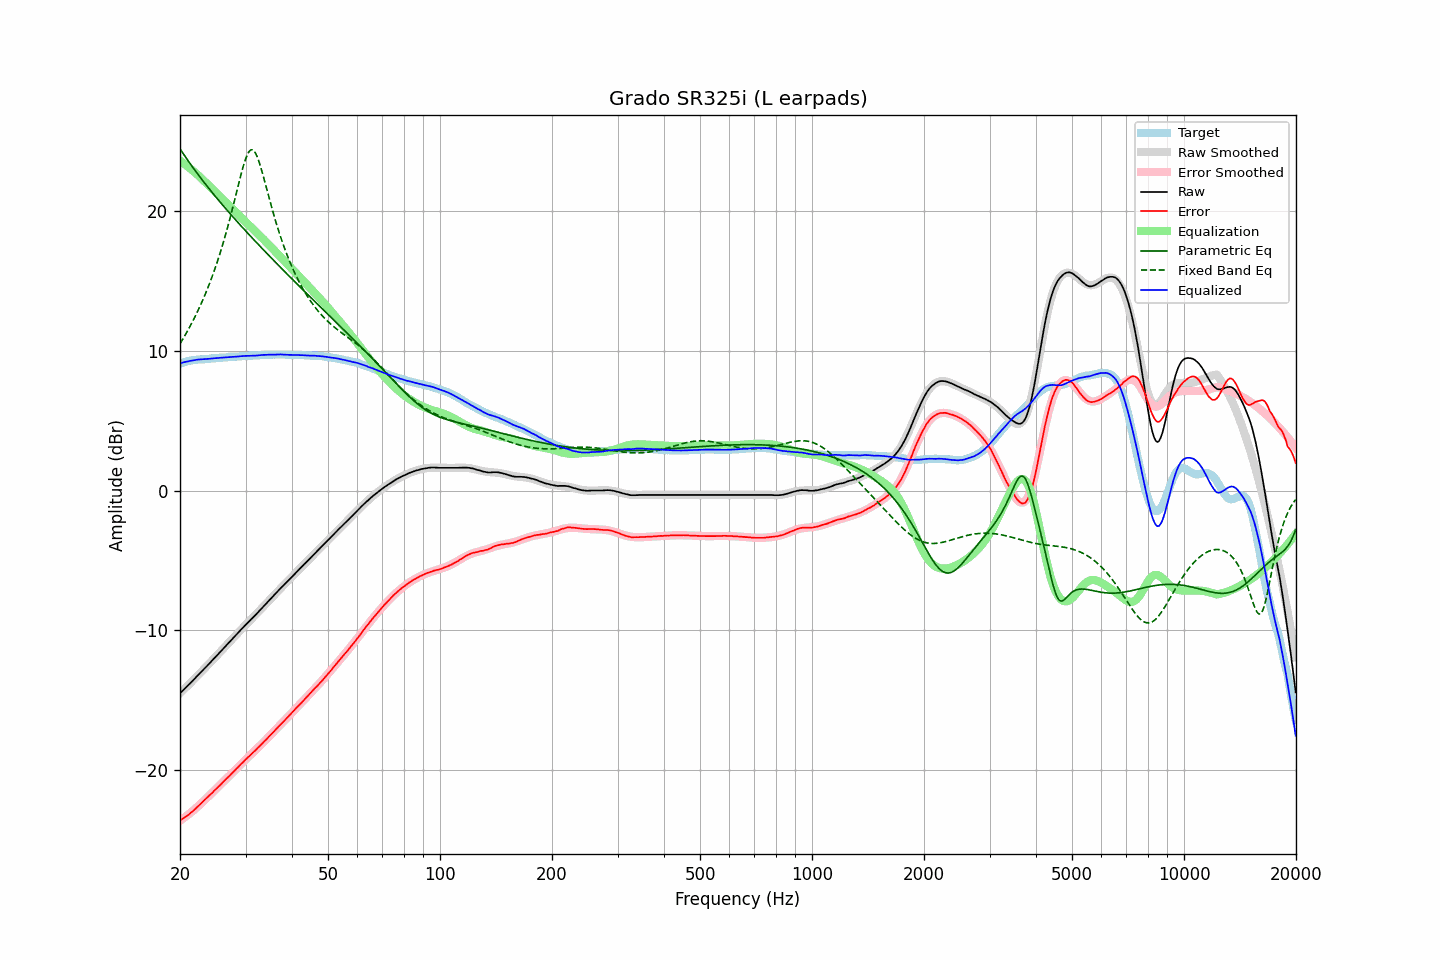 Grado SR325i (L earpads)
Target
Raw Smoothed
Error Smoothed
Raw
Error
Equalization
Parametric Eq
Fixed Band Eq
Equalized
Amplitude (dBr)
20
10
0
−10
−20
20
50
100
200
500
1000
2000
5000
10000
20000
Frequency (Hz)